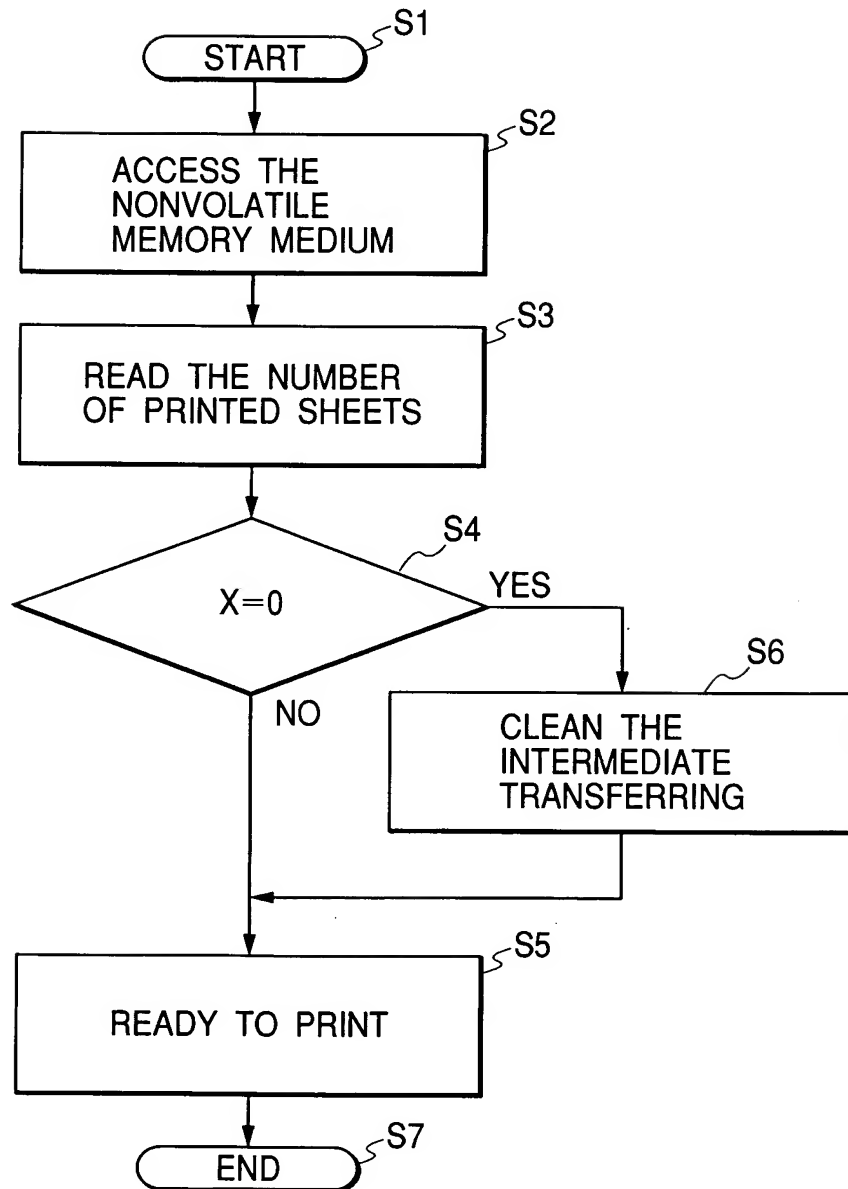 S1
START
S2
ACCESS THE
NONVOLATILE
MEMORY MEDIUM
S3
READ THE NUMBER
OF PRINTED SHEETS
S4
X=0
YES
NO
S6
CLEAN THE
INTERMEDIATE
TRANSFERRING
S5
READY TO PRINT
S7
END